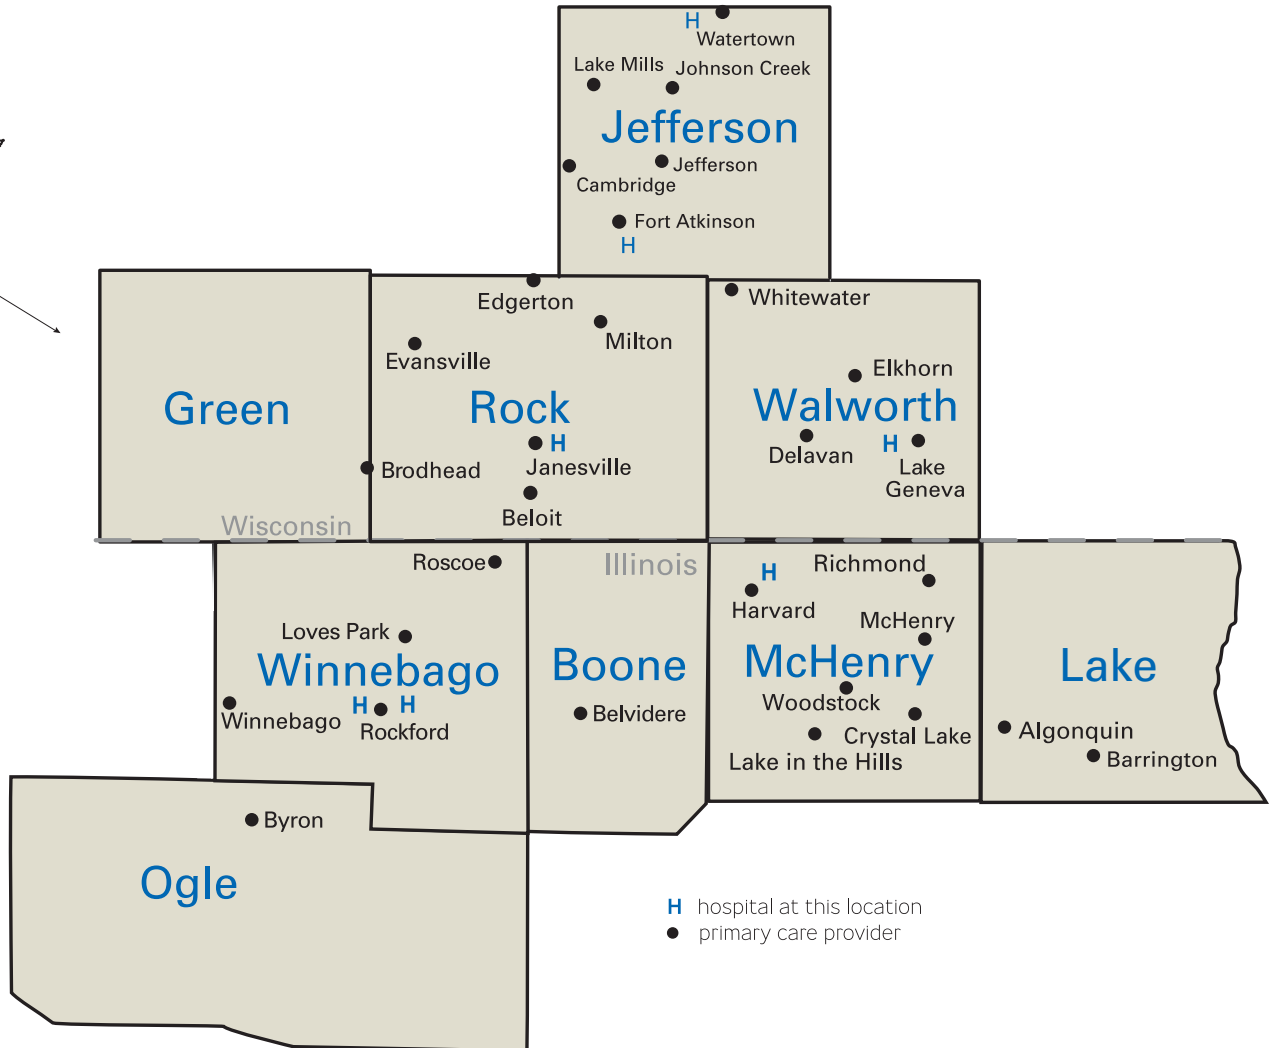 H
Watertown
Lake Mills
Johnson Creek
Jefferson
Jefferson
Cambridge
Fort Atkinson
H
Edgerton
Whitewater
Milton
Evansville
Elkhorn
Green
Rock
Walworth
H
H
Janesville
Delavan
Lake
Geneva
Brodhead
Beloit
Wisconsin
Roscoe
Illinois
H
Richmond
Harvard
McHenry
Loves Park
Winnebago
Boone
McHenry
Lake
H
H
Winnebago
Rockford
Belvidere
Woodstock
Crystal Lake
Lake in the Hills
Algonquin
Barrington
Byron
Ogle
H hospital at this location
primary care provider